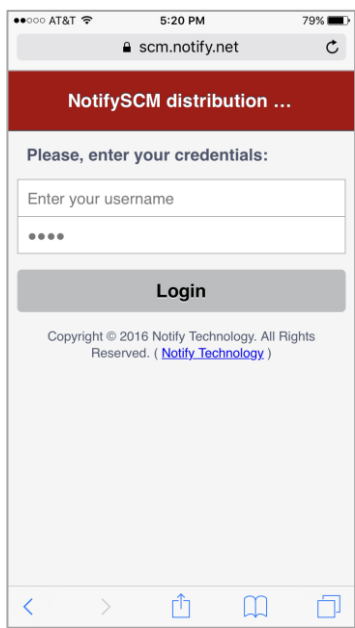 ●●○○○ AT&T 5:20 PM 79%
scm.notify.net
NotifySCM distribution ...
Please, enter your credentials:
Enter your username
●●●●
Login
Copyright © 2016 Notify Technology. All Rights
Reserved. ( Notify Technology )